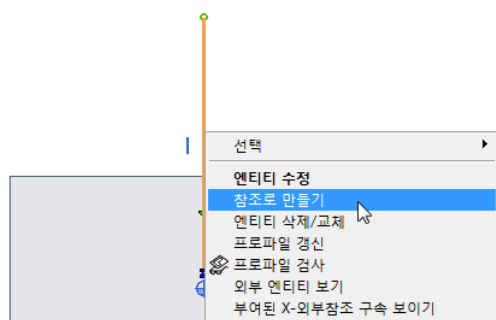 선택
엔티티 수정
참조로 만들기
엔티티 삭제/교체
프로파일 갱신
프로파일 검사
외부 엔티티 보기
부여된 X-외부참조 구속 보이기